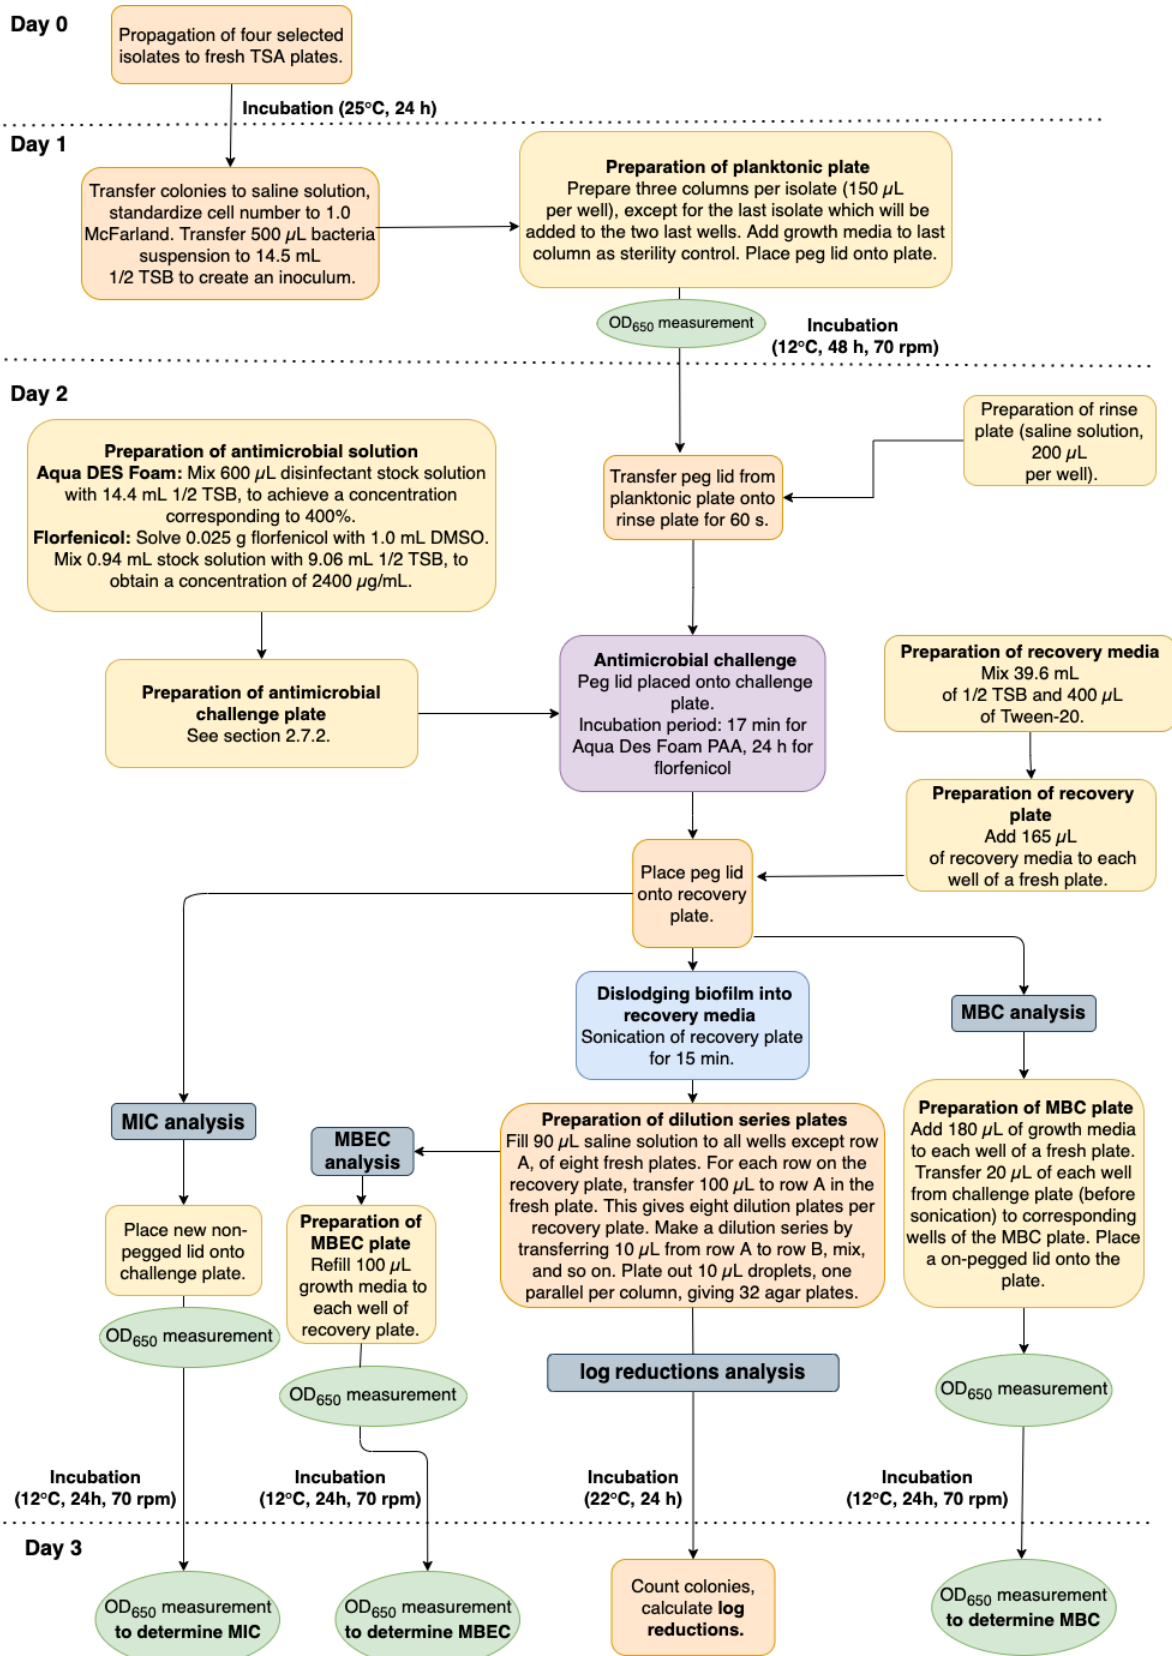 Day 0
Propagation of four selected
isolates to fresh TSA plates.
Incubation (25°C, 24 h)
Day 1
Transfer colonies to saline solution,
standardize cell number to 1.0
McFarland. Transfer 500 µL bacteria
suspension to 14.5 mL
1/2 TSB to create an inoculum.
Preparation of planktonic plate
Prepare three columns per isolate (150 µL
per well), except for the last isolate which will be
added to the two last wells. Add growth media to last
column as sterility control. Place peg lid onto plate.
OD650 measurement
Incubation
(12°C, 48 h, 70 rpm)
Day 2
Preparation of antimicrobial solution
Aqua DES Foam: Mix 600 µL disinfectant stock solution
with 14.4 mL 1/2 TSB, to achieve a concentration
corresponding to 400%.
Florfenicol: Solve 0.025 g florfenicol with 1.0 mL DMSO.
Mix 0.94 mL stock solution with 9.06 mL 1/2 TSB, to
obtain a concentration of 2400 µg/mL.
Preparation of rinse
plate (saline solution,
200 µL
per well).
Transfer peg lid from
planktonic plate onto
rinse plate for 60 s.
Preparation of antimicrobial
challenge plate
See section 2.7.2.
Antimicrobial challenge
Peg lid placed onto challenge
plate.
Incubation period: 17 min for
Aqua Des Foam PAA, 24 h for
florfenicol
Preparation of recovery media
Mix 39.6 mL
of 1/2 TSB and 400 µL
of Tween-20.
Preparation of recovery
plate
Add 165 µL
of recovery media to each
well of a fresh plate.
Place peg lid
onto recovery
plate.
Dislodging biofilm into
recovery media
Sonication of recovery plate
for 15 min.
MBC analysis
MIC analysis
MBEC
analysis
Preparation of dilution series plates
Fill 90 µL saline solution to all wells except row
A, of eight fresh plates. For each row on the
recovery plate, transfer 100 µL to row A in the
fresh plate. This gives eight dilution plates per
recovery plate. Make a dilution series by
transferring 10 µL from row A to row B, mix,
and so on. Plate out 10 µL droplets, one
parallel per column, giving 32 agar plates.
Preparation of MBC plate
Add 180 µL of growth media
to each well of a fresh plate.
Transfer 20 µL of each well
from challenge plate (before
sonication) to corresponding
wells of the MBC plate. Place
a on-pegged lid onto the
plate.
Place new non-
pegged lid onto
challenge plate.
Preparation of
MBEC plate
Refill 100 µL
growth media to
each well of
recovery plate.
OD650 measurement
OD650 measurement
log reductions analysis
OD650 measurement
Incubation
(12°C, 24h, 70 rpm)
Incubation
(12°C, 24h, 70 rpm)
Incubation
(22°C, 24 h)
Incubation
(12°C, 24h, 70 rpm)
Day 3
OD650 measurement
to determine MIC
OD650 measurement
to determine MBEC
Count colonies,
calculate log
reductions.
OD650 measurement
to determine MBC